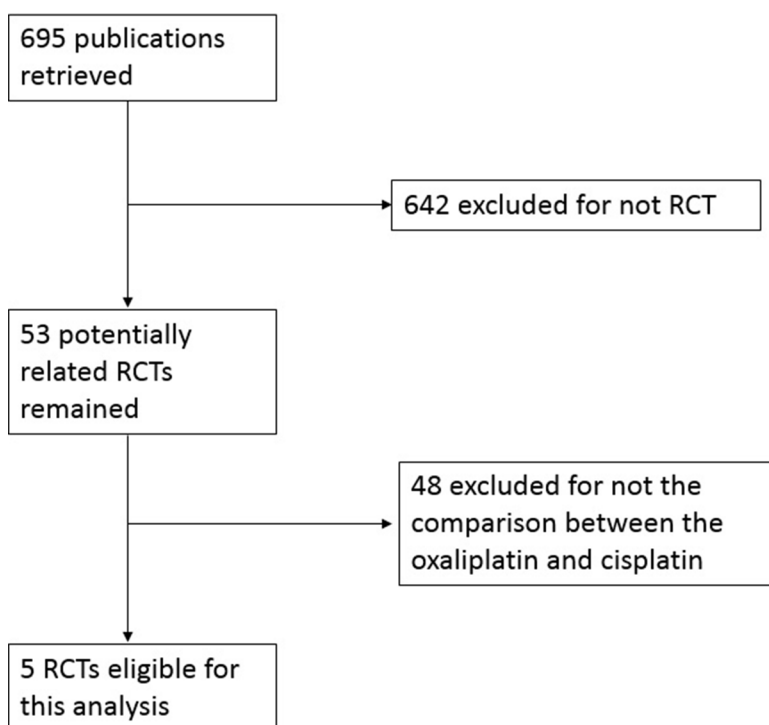 695 publications
retrieved
642 excluded for not RCT
53 potentially
related RCTs
remained
48 excluded for not the
comparison between the
oxaliplatin and cisplatin
5 RCTs eligible for
this analysis